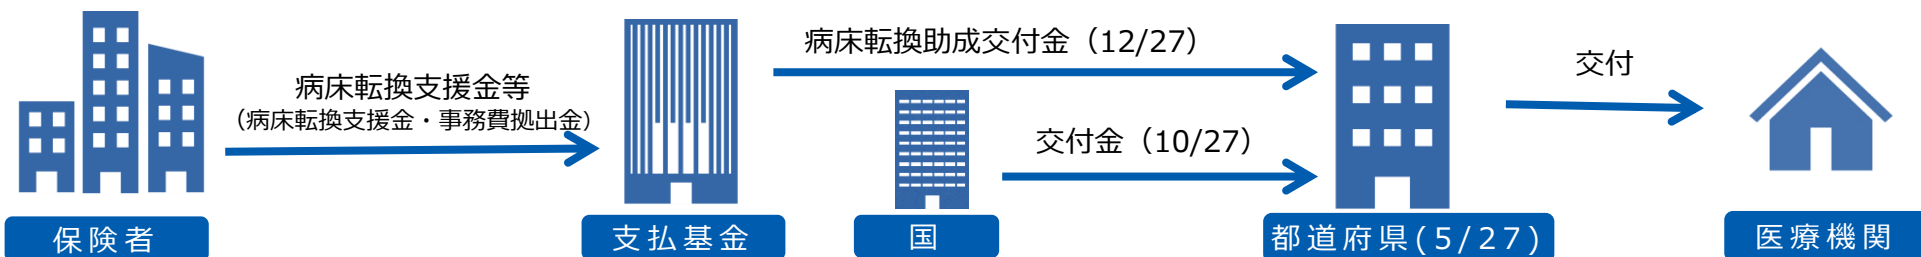 病床転換支援金等
（病床転換支援金・事務費拠出金）
病床転換助成交付金（12/27）
交付金（10/27）
交付
保険者
支払基金
国
都道府県(5/27)
医療機関